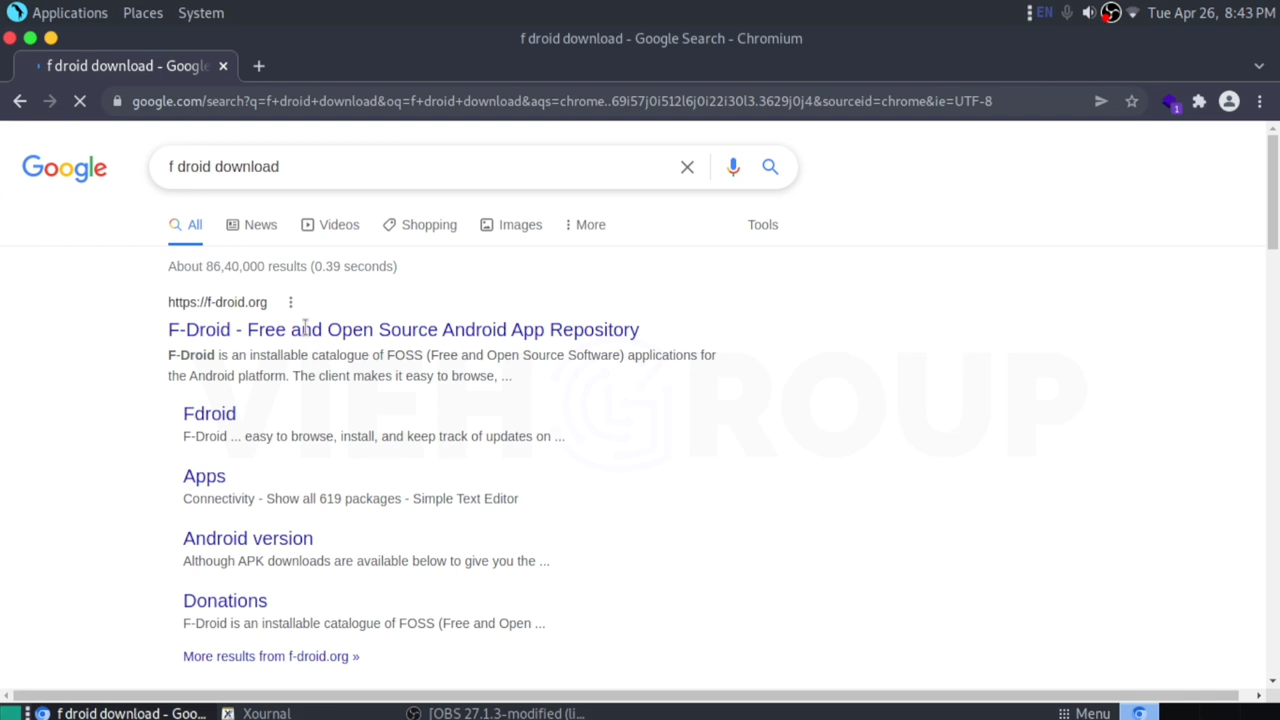 Applications Places System
EN Tue Apr 26, 8:43 PM
f droid download - Google Search - Chromium
f droid download - Google
google.com/search?q=f+droid+download&oq=f+droid+download&aqs=chrome..69i57j0i512l6j0i22i30l3.3629j0j4&sourceid=chrome&ie=UTF-8
1
Google
f droid download
All News Videos Shopping Images More Tools
About 86,40,000 results (0.39 seconds)
https://f-droid.org
F-Droid - Free and Open Source Android App Repository
F-Droid is an installable catalogue of FOSS (Free and Open Source Software) applications for
the Android platform. The client makes it easy to browse, ...
VIEH GROUP
Fdroid
F-Droid ... easy to browse, install, and keep track of updates on ...
Apps
Connectivity - Show all 619 packages - Simple Text Editor
Android version
Although APK downloads are available below to give you the ...
Donations
F-Droid is an installable catalogue of FOSS (Free and Open ...
More results from f-droid.org »
f droid download - Goo... Xournal [OBS 27.1.3-modified (li... Menu